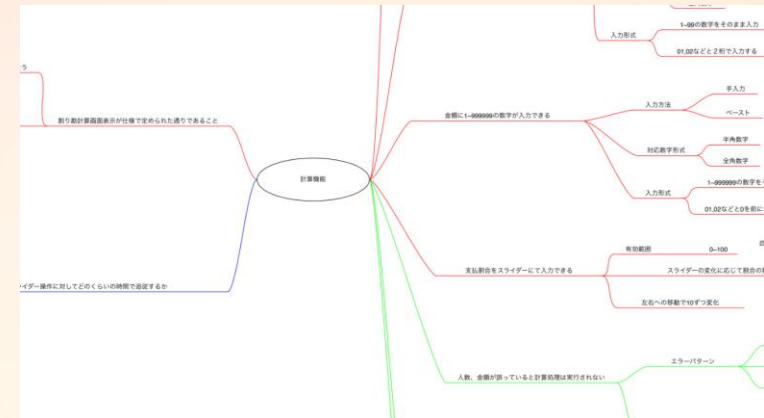 1~99の数字をそのまま入力
入力形式
01,02などと2桁で入力する
う
割り勘計算画面表示が仕様で定められた通りであること
計算機能
イダー操作に対してどのくらいの時間で追従するか
金額に1~999999の数字が入力できる
入力方法
手入力
ペースト
対応数字形式
半角数字
全角数字
入力形式
1~999999の数字を
01,02などと0を前に
支払割合をスライダーにて入力できる
有効範囲
0~100
スライダーの変化に応じて割合の
左右への移動で10ずつ変化
人数、金額が誤っていると計算処理は実行されない
エラーパターン